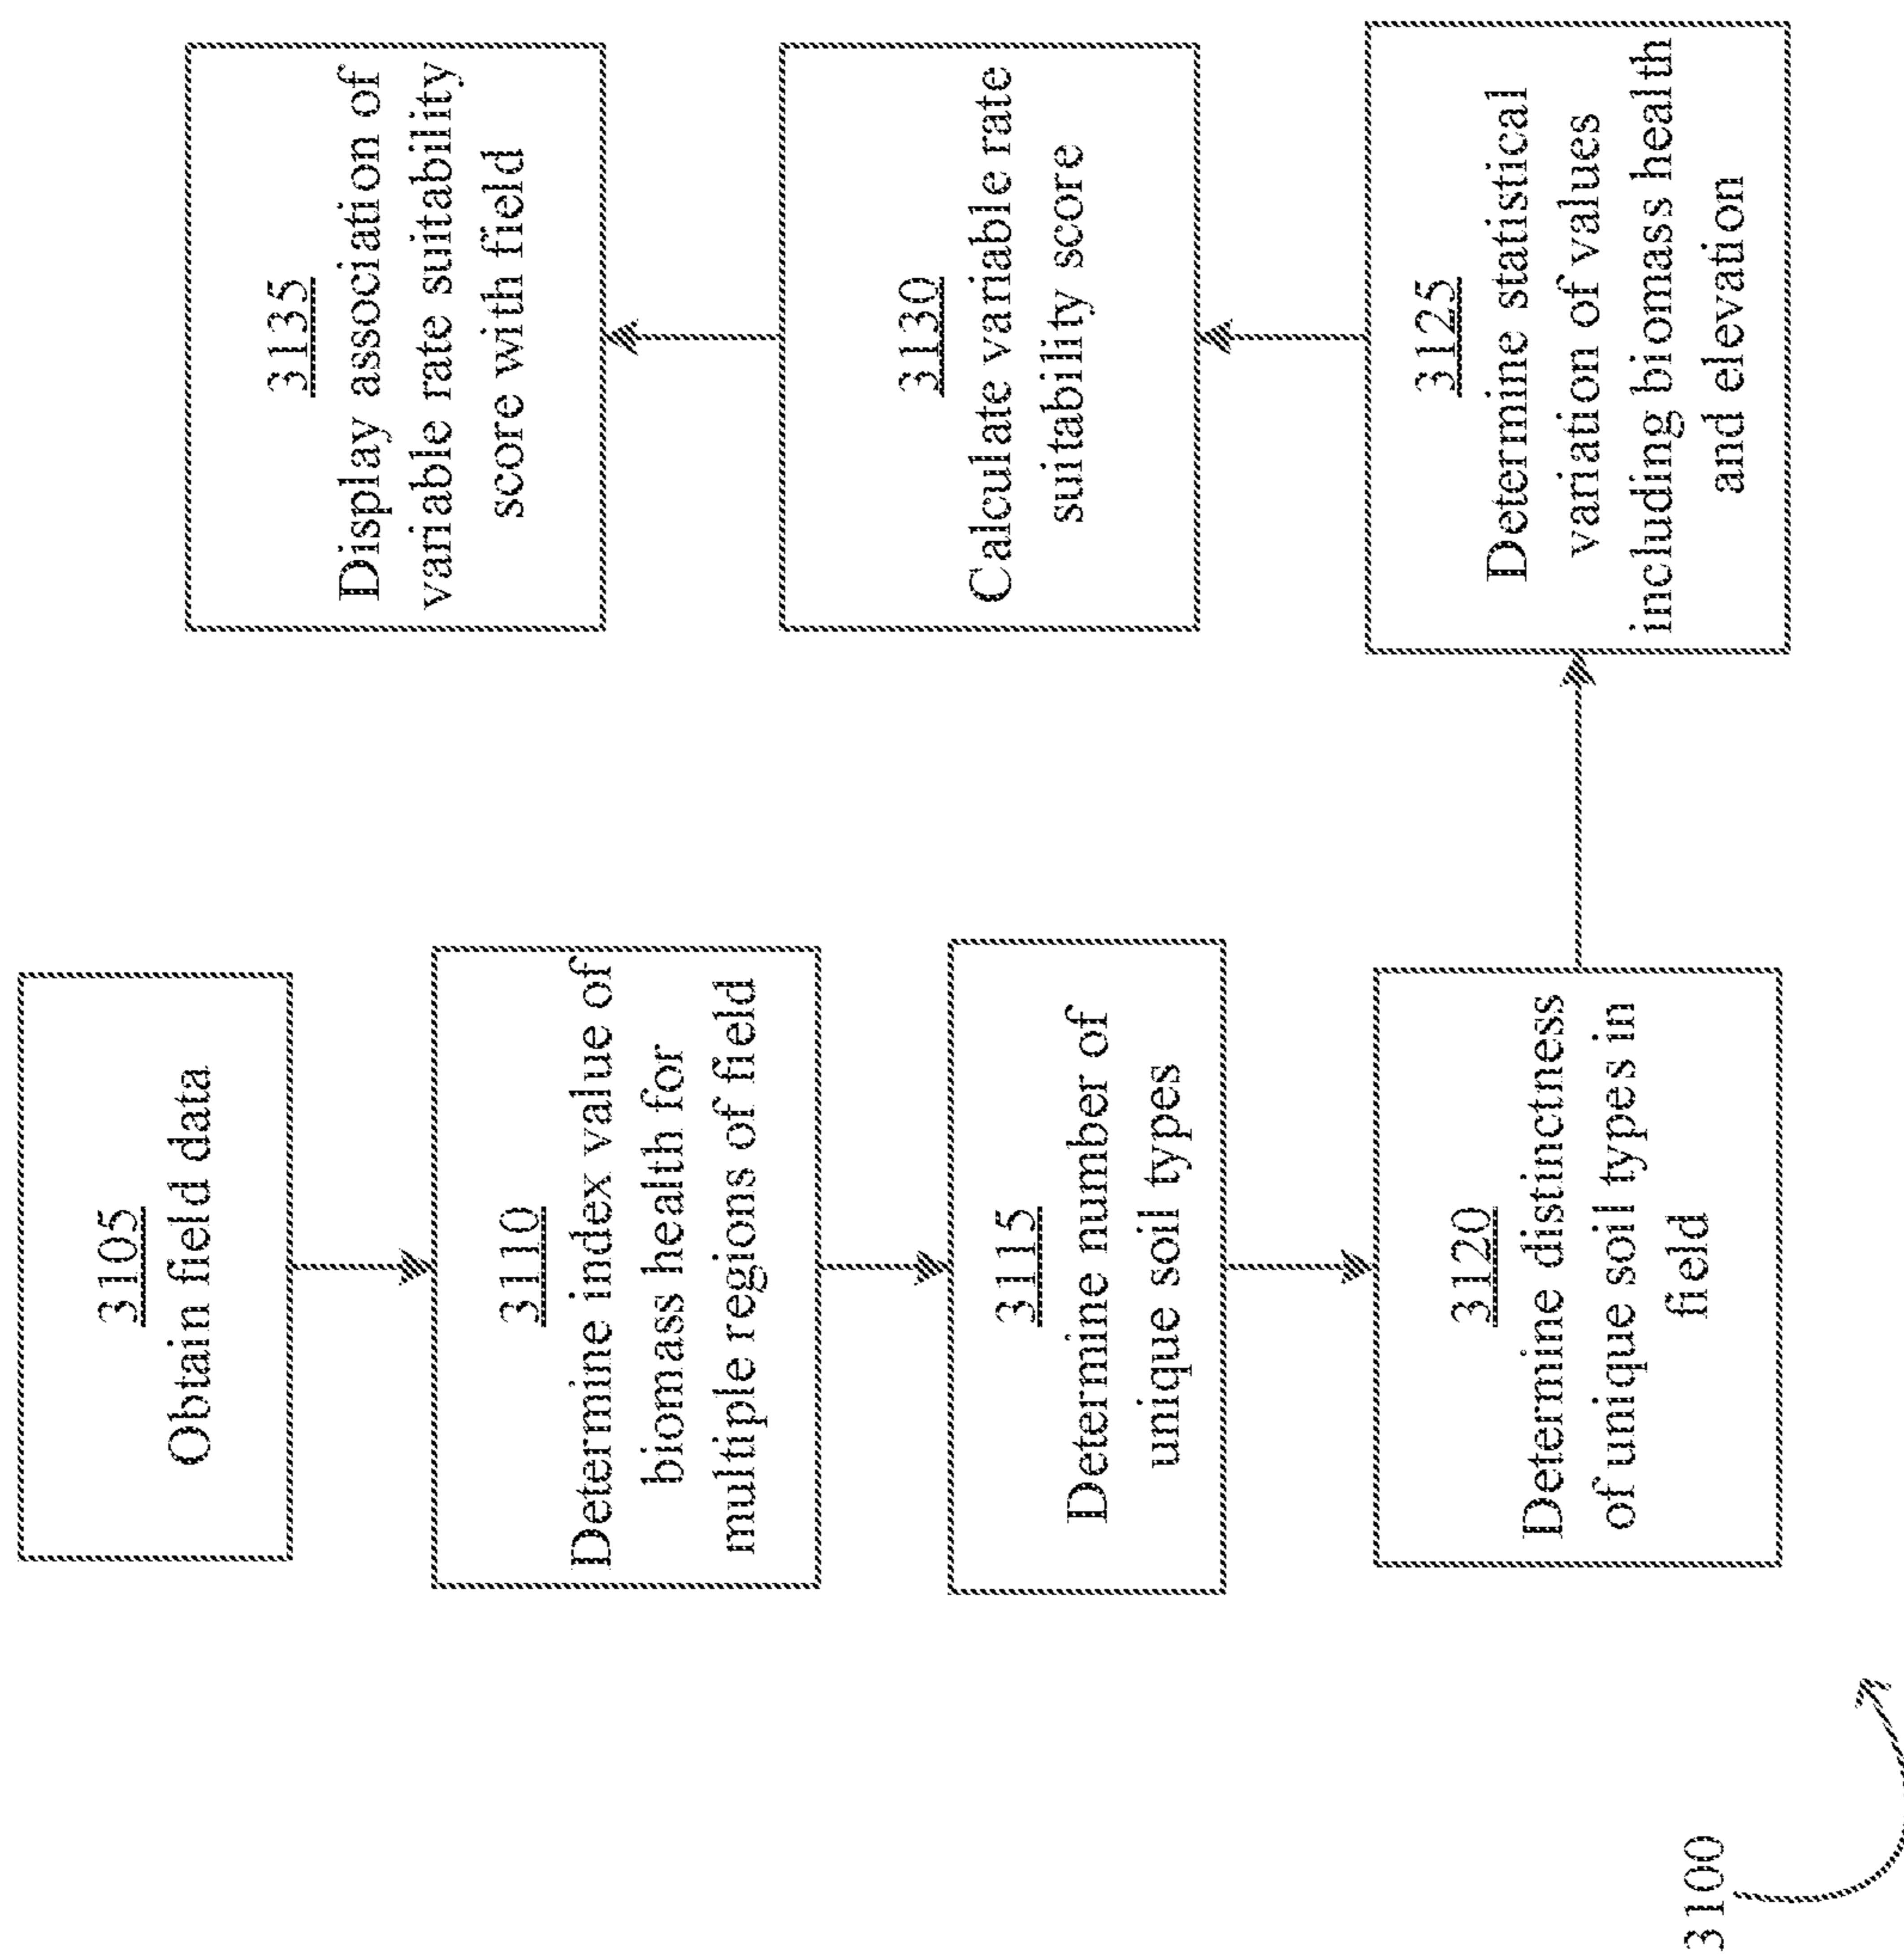 3105
Obtain field data
3110
Determine index value of
biomass health for
multiple regions of field
3115
Determine number of
unique soil types
3120
Determine distinctness
of unique soil types in
field
3125
Determine statistical
variation of values
including biomass health
and elevation
3130
Calculate variable rate
suitability score
3135
Display association of
variable rate suitability
score with field
3100